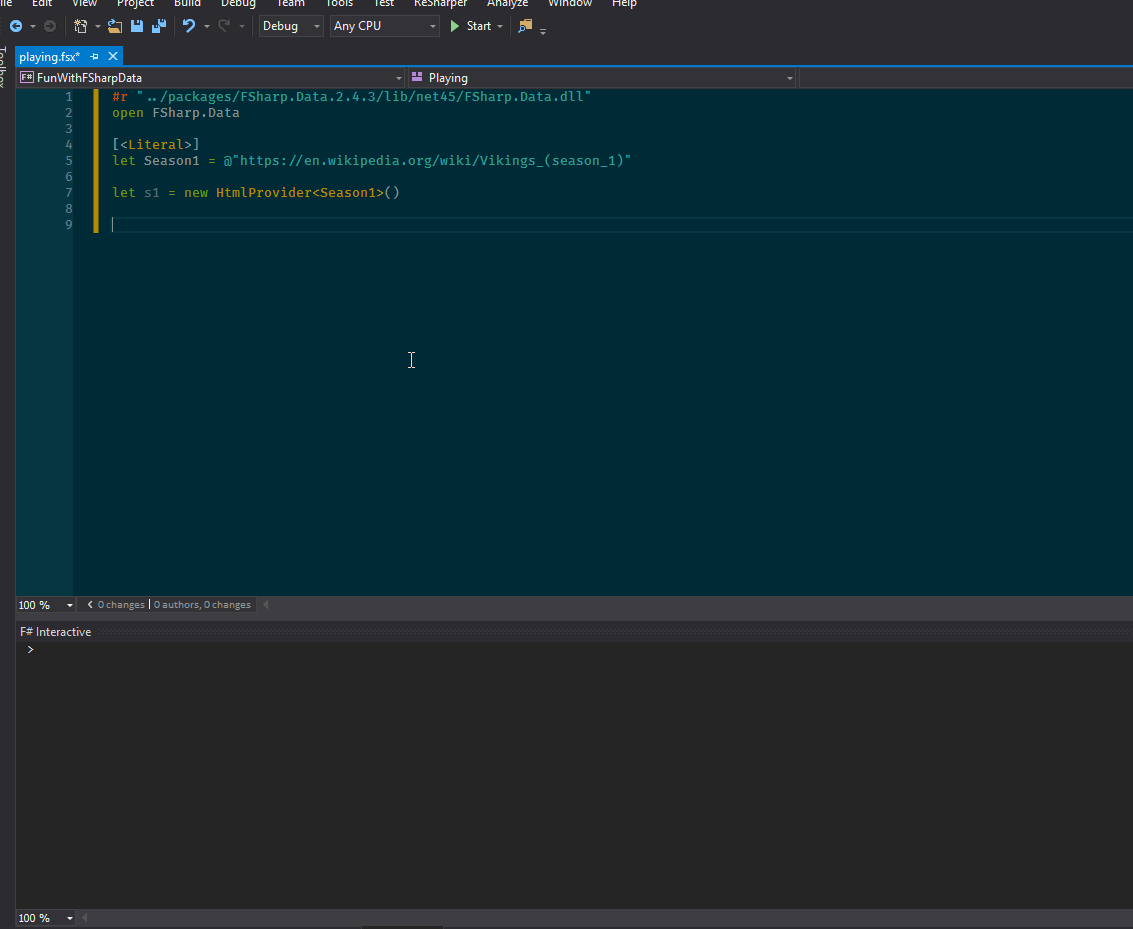 Edit View Project Build Debug Team Tools Test ReSharper Analyze Window Help
Debug Any CPU Start
playing.fsx*
F# FunWithFSharpData Playing
1 #r "../packages/FSharp.Data.2.4.3/lib/net45/FSharp.Data.dll"
2 open FSharp.Data
3
4 [<Literal>]
5 let Season1 = @"https://en.wikipedia.org/wiki/Vikings_(season_1)"
6
7 let s1 = new HtmlProvider<Season1>()
8
9
100 % 0 changes | 0 authors, 0 changes
F# Interactive
>
100 %